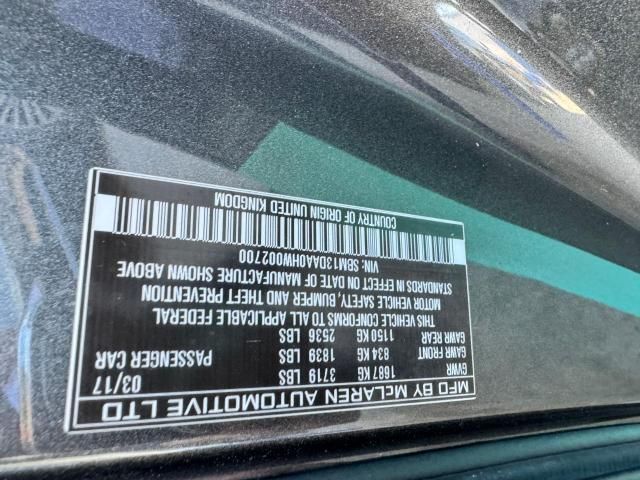 MFD BY McLAREN AUTOMOTIVE LTD
GVWR 1687 KG 3719 LBS 03/17
GAWR FRONT 834 KG 1839 LBS PASSENGER CAR
GAWR REAR 1150 KG 2536 LBS
THIS VEHICLE CONFORMS TO ALL APPLICABLE FEDERAL
MOTOR VEHICLE SAFETY, BUMPER AND THEFT PREVENTION
STANDARDS IN EFFECT ON DATE OF MANUFACTURE SHOWN ABOVE
VIN: SBM13DAA0HW002700
COUNTRY OF ORIGIN UNITED KINGDOM